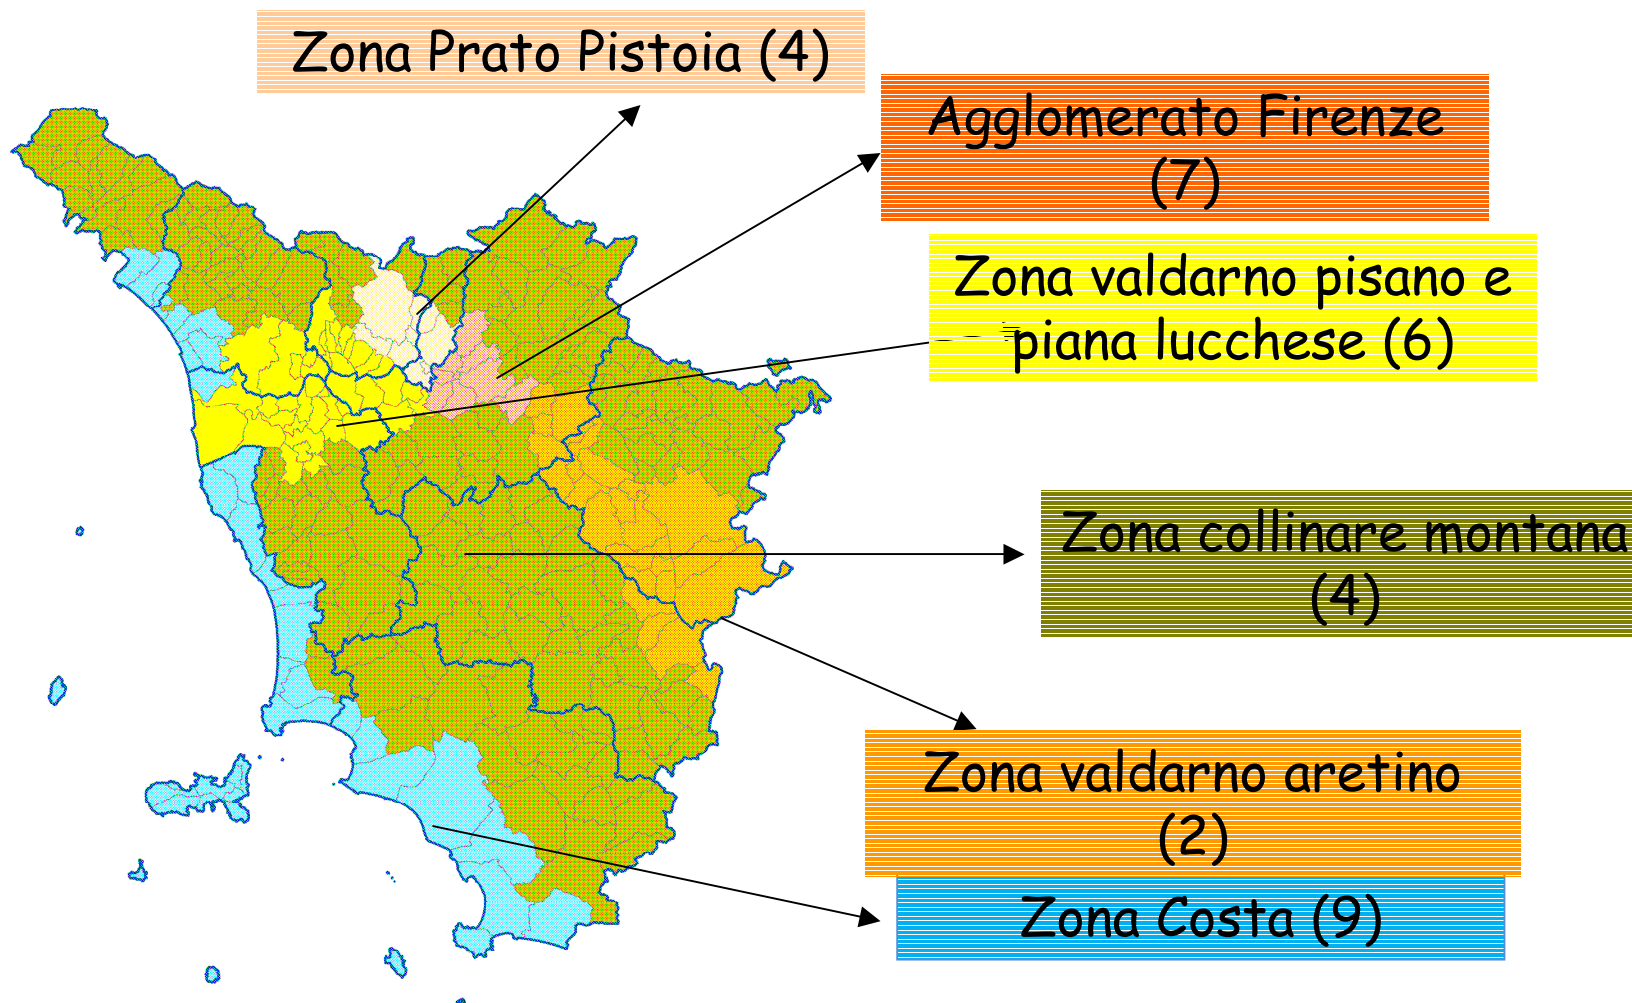 Zona Prato Pistoia (4)
Agglomerato Firenze
(7)
Zona valdarno pisano e
piana lucchese (6)
Zona collinare montana
(4)
Zona valdarno aretino
(2)
Zona Costa (9)